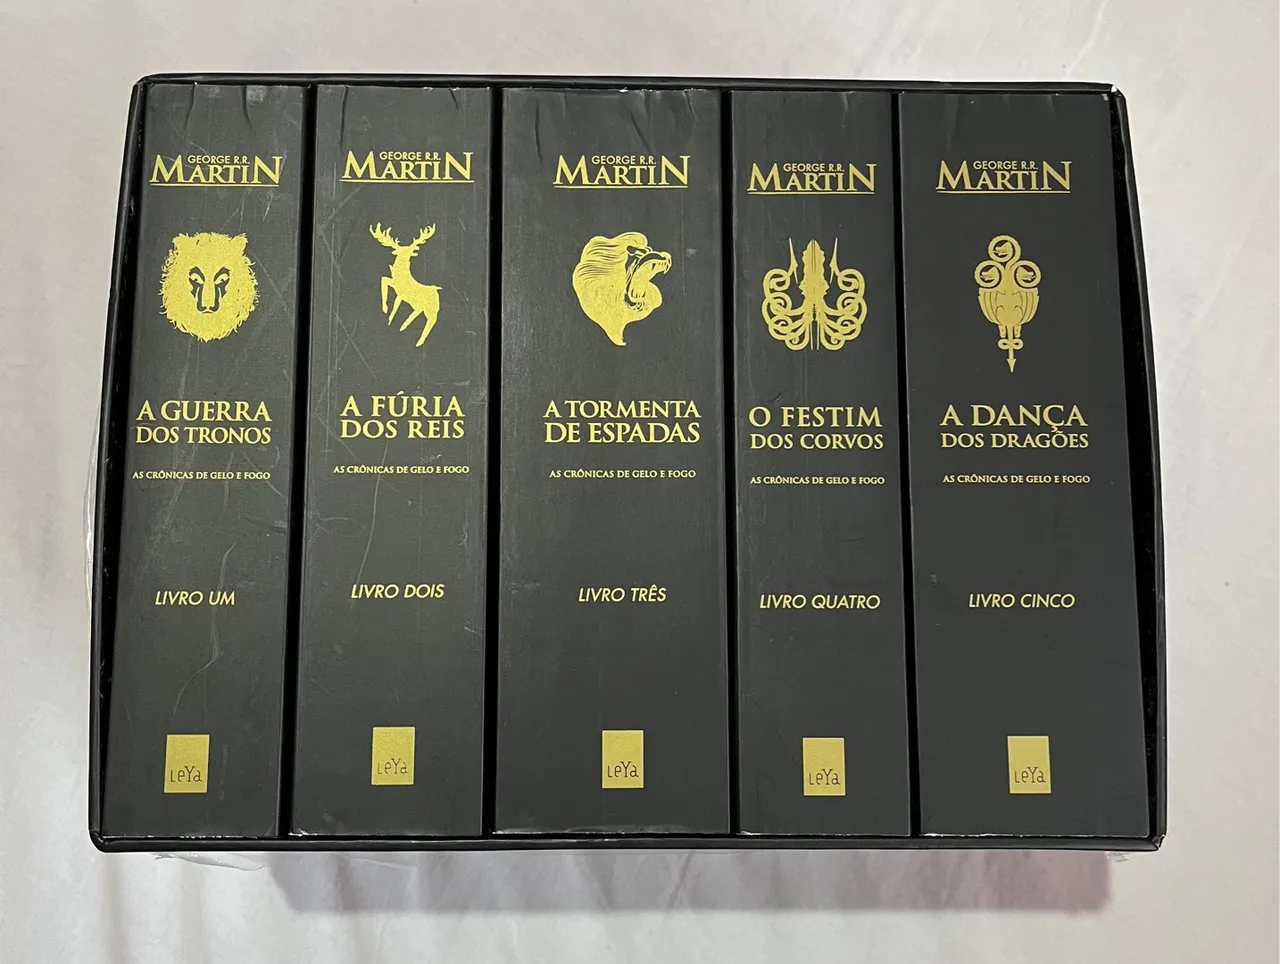 GEORGE R.R.
MARTIN
A GUERRA
DOS TRONOS
AS CRÔNICAS DE GELO E FOGO
LIVRO UM
LeYa
GEORGE R.R.
MARTIN
A FÚRIA
DOS REIS
AS CRÔNICAS DE GELO E FOGO
LIVRO DOIS
LeYa
GEORGE R.R.
MARTIN
A TORMENTA
DE ESPADAS
AS CRÔNICAS DE GELO E FOGO
LIVRO TRÊS
LeYa
GEORGE R.R.
MARTIN
O FESTIM
DOS CORVOS
AS CRÔNICAS DE GELO E FOGO
LIVRO QUATRO
LeYa
GEORGE R.R.
MARTIN
A DANÇA
DOS DRAGÕES
AS CRÔNICAS DE GELO E FOGO
LIVRO CINCO
LeYa